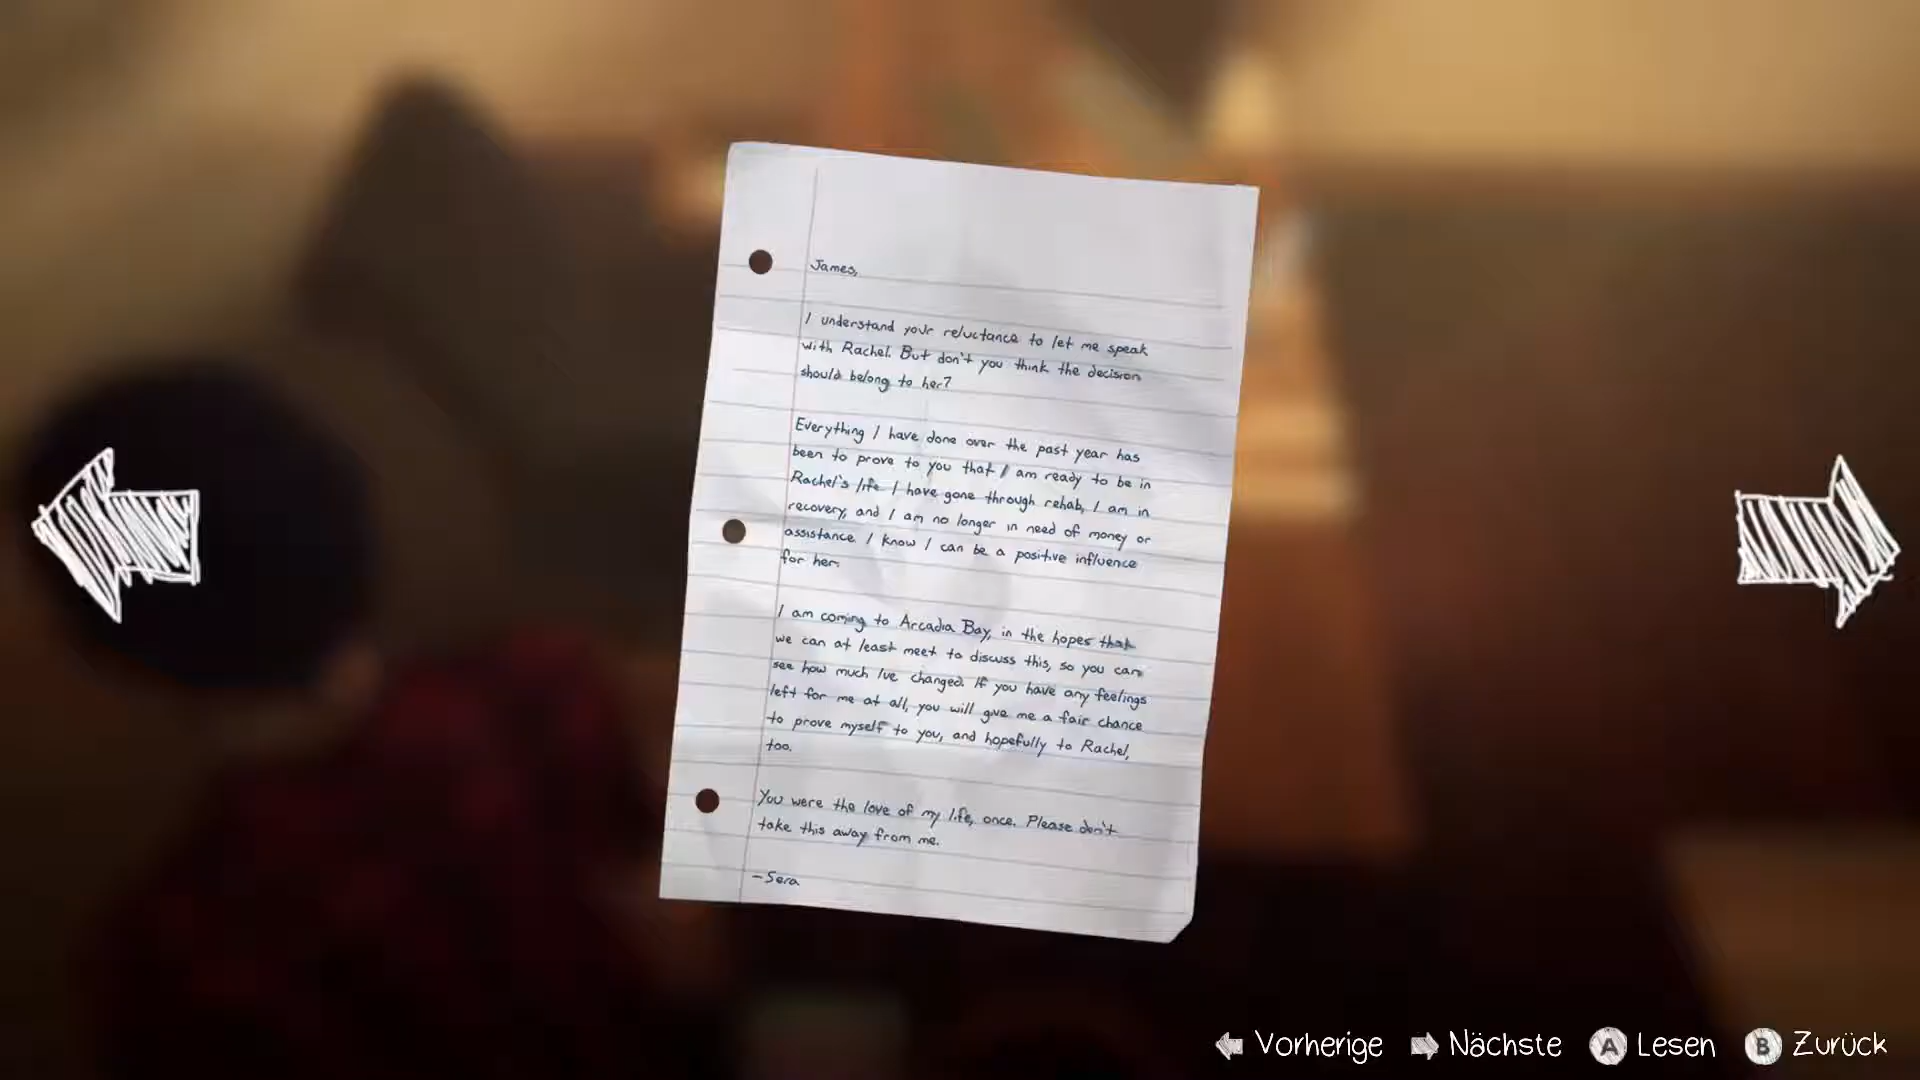 James,
I understand your reluctance to let me speak
with Rachel. But don't you think the decision
should belong to her?
Everything I have done over the past year has
been to prove to you that I am ready to be in
Rachel's life. I have gone through rehab, I am in
recovery, and I am no longer in need of money or
assistance. I know I can be a positive influence
for her.
I am coming to Arcadia Bay, in the hopes that
we can at least meet to discuss this, so you can
see how much I've changed. If you have any feelings
left for me at all, you will give me a fair chance
to prove myself to you, and hopefully to Rachel,
too.
You were the love of my life, once. Please don't
take this away from me.
-Sera
Vorherige Nächste A Lesen B Zurück